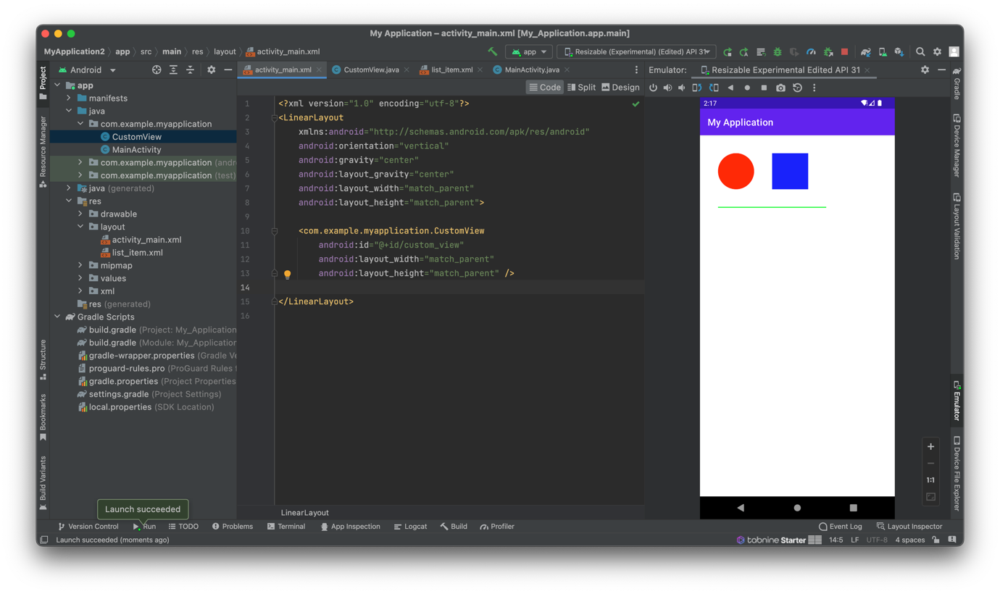 My Application – activity_main.xml [My_Application.app.main]
MyApplication2 app src main res layout activity_main.xml
app
Resizable (Experimental) (Edited) API 31
Android
activity_main.xml
CustomView.java
list_item.xml
MainActivity.java
Emulator:
Resizable Experimental Edited API 31
Code
Split
Design
Project
Resource Manager
Structure
Bookmarks
Build Variants
app
manifests
java
com.example.myapplication
CustomView
MainActivity
com.example.myapplication (andr
com.example.myapplication (test)
java (generated)
res
drawable
layout
activity_main.xml
list_item.xml
mipmap
values
xml
res (generated)
Gradle Scripts
build.gradle (Project: My_Application
build.gradle (Module: My_Application
gradle-wrapper.properties (Gradle Ve
proguard-rules.pro (ProGuard Rules f
gradle.properties (Project Properties
settings.gradle (Project Settings)
local.properties (SDK Location)
1 <?xml version="1.0" encoding="utf-8"?>
2 <LinearLayout
3 xmlns:android="http://schemas.android.com/apk/res/android"
4 android:orientation="vertical"
5 android:gravity="center"
6 android:layout_gravity="center"
7 android:layout_width="match_parent"
8 android:layout_height="match_parent">
9
10 <com.example.myapplication.CustomView
11 android:id="@+id/custom_view"
12 android:layout_width="match_parent"
13 android:layout_height="match_parent" />
14
15 </LinearLayout>
16
LinearLayout
2:17
My Application
1:1
Gradle
Device Manager
Layout Validation
Emulator
Device File Explorer
Launch succeeded
Version Control
Run
TODO
Problems
Terminal
App Inspection
Logcat
Build
Profiler
Event Log
Layout Inspector
Launch succeeded (moments ago)
tabnine Starter
14:5
LF
UTF-8
4 spaces